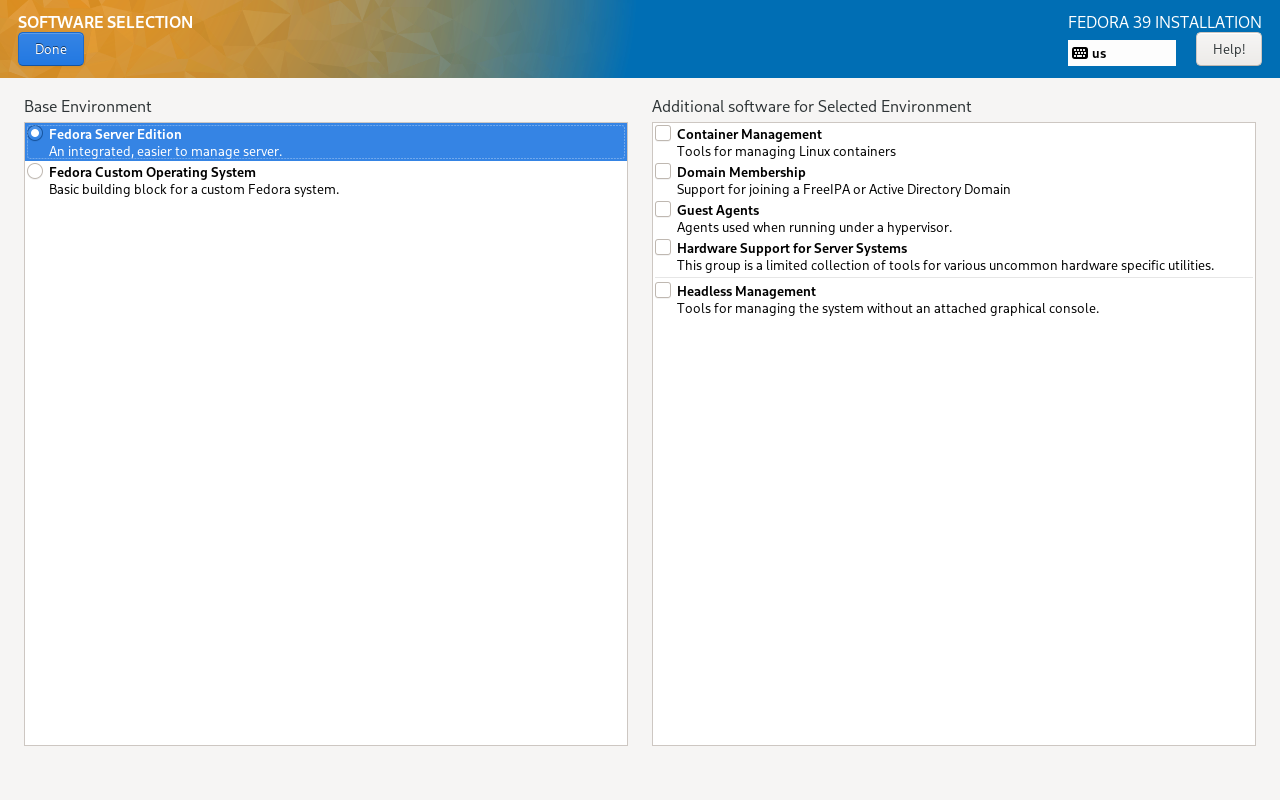 SOFTWARE SELECTION
FEDORA 39 INSTALLATION
Done
us
Help!
Base Environment
Fedora Server Edition
An integrated, easier to manage server.
Fedora Custom Operating System
Basic building block for a custom Fedora system.
Additional software for Selected Environment
Container Management
Tools for managing Linux containers
Domain Membership
Support for joining a FreeIPA or Active Directory Domain
Guest Agents
Agents used when running under a hypervisor.
Hardware Support for Server Systems
This group is a limited collection of tools for various uncommon hardware specific utilities.
Headless Management
Tools for managing the system without an attached graphical console.